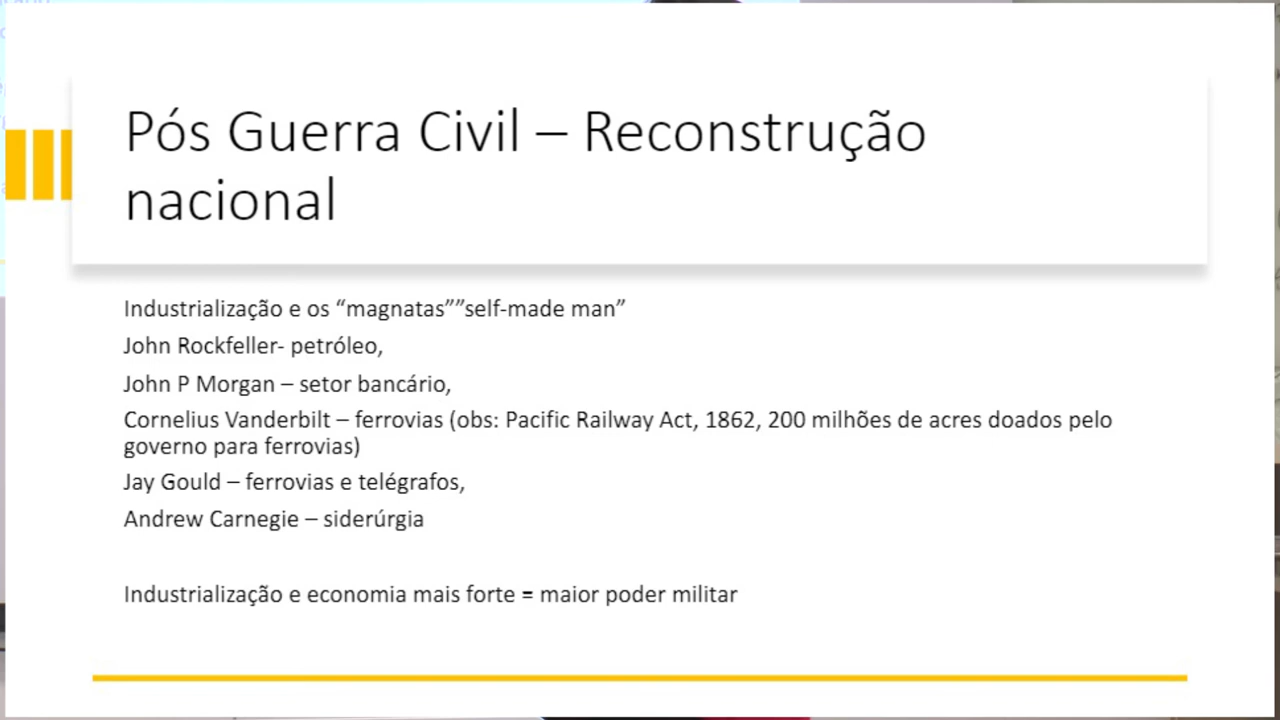 Pós Guerra Civil – Reconstrução
nacional
Industrialização e os “magnatas””self-made man”
John Rockfeller- petróleo,
John P Morgan – setor bancário,
Cornelius Vanderbilt – ferrovias (obs: Pacific Railway Act, 1862, 200 milhões de acres doados pelo
governo para ferrovias)
Jay Gould – ferrovias e telégrafos,
Andrew Carnegie – siderúrgia
Industrialização e economia mais forte = maior poder militar